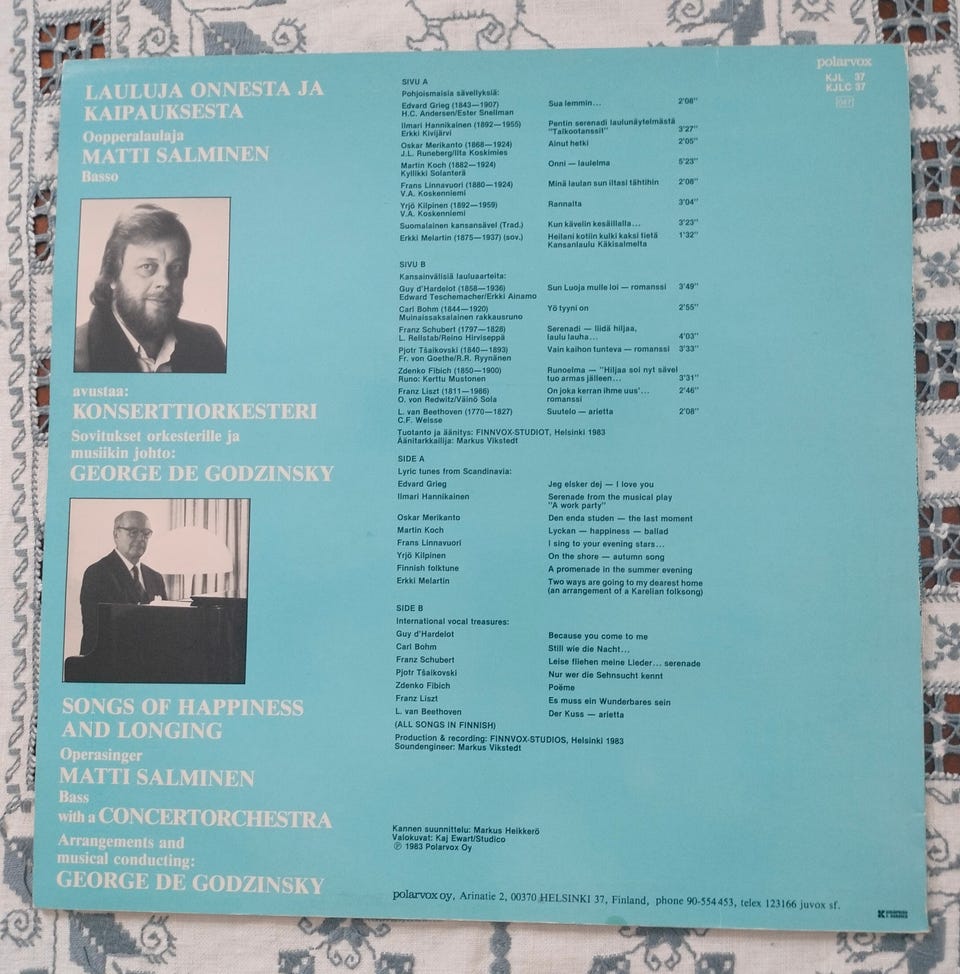 LAULUJA ONNESTA JA
KAIPAUKSESTA
Oopperalaulaja
MATTI SALMINEN
Basso
avustaa:
KONSERTTIORKESTERI
Sovitukset orkesterille ja
musiikin johto:
GEORGE DE GODZINSKY
SONGS OF HAPPINESS
AND LONGING
Operasinger
MATTI SALMINEN
Bass
with a CONCERTORCHESTRA
Arrangements and
musical conducting:
GEORGE DE GODZINSKY
polarvox
KJL 37
KJLC 37
SIVU A
Pohjoismaisia sävellyksiä:
Edvard Grieg (1843—1907) Sua lemmin... 2'08"
H.C. Andersen/Ester Snellman
Ilmari Hannikainen (1892—1955) Pentin serenadi laulunäytelmästä
Erkki Kivijärvi "Talkootanssit" 3'27"
Oskar Merikanto (1868—1924) Ainut hetki 2'05"
J.L. Runeberg/Ilta Koskimies
Martin Koch (1882—1924) Onni — laulelma 5'23"
Kyllikki Solanterä
Frans Linnavuori (1880—1924) Minä laulan sun iltasi tähtihin 2'08"
V.A. Koskenniemi
Yrjö Kilpinen (1892—1959) Rannalta 3'04"
V.A. Koskenniemi
Suomalainen kansansävel (Trad.) Kun kävelin kesäillalla... 3'23"
Erkki Melartin (1875—1937) (sov.) Heilani kotiin kulki kaksi tietä 1'32"
Kansanlaulu Käkisalmelta
SIVU B
Kansainvälisiä lauluaarteita:
Guy d'Hardelot (1858—1936) Sun Luoja mulle loi — romanssi 3'49"
Edward Teschemacher/Erkki Ainamo
Carl Bohm (1844—1920) Yö tyyni on 2'55"
Muinaissaksalainen rakkausruno
Franz Schubert (1797—1828) Serenadi — liidä hiljaa,
L. Rellstab/Reino Hirviseppä laulu lauha... 4'03"
Pjotr Tšaikovski (1840—1893) Vain kaihon tunteva — romanssi 3'33"
Fr. von Goethe/R.R. Ryynänen
Zdenko Fibich (1850—1900) Runoelma — "Hiljaa soi nyt sävel
Runo: Kerttu Mustonen tuo armas jälleen... 3'31"
Franz Liszt (1811—1986) On joka kerran ihme uus'... 2'46"
O. von Redwitz/Väinö Sola romanssi
L. van Beethoven (1770—1827) Suutelo — arietta 2'08"
C.F. Weisse
Tuotanto ja äänitys: FINNVOX-STUDIOT, Helsinki 1983
Äänitarkkailija: Markus Vikstedt
SIDE A
Lyric tunes from Scandinavia:
Edvard Grieg Jeg elsker dej — I love you
Ilmari Hannikainen Serenade from the musical play
"A work party"
Oskar Merikanto Den enda studen — the last moment
Martin Koch Lyckan — happiness — ballad
Frans Linnavuori I sing to your evening stars...
Yrjö Kilpinen On the shore — autumn song
Finnish folktune A promenade in the summer evening
Erkki Melartin Two ways are going to my dearest home
(an arrangement of a Karelian folksong)
SIDE B
International vocal treasures:
Guy d'Hardelot Because you come to me
Carl Bohm Still wie die Nacht...
Franz Schubert Leise fliehen meine Lieder... serenade
Pjotr Tšaikovski Nur wer die Sehnsucht kennt
Zdenko Fibich Poëme
Franz Liszt Es muss ein Wunderbares sein
L. van Beethoven Der Kuss — arietta
(ALL SONGS IN FINNISH)
Production & recording: FINNVOX-STUDIOS, Helsinki 1983
Soundengineer: Markus Vikstedt
Kannen suunnittelu: Markus Heikkerö
Valokuvat: Kaj Ewart/Studico
Ⓟ 1983 Polarvox Oy
polarvox oy, Arinatie 2, 00370 HELSINKI 37, Finland, phone 90-554 453, telex 123166 juvox sf.